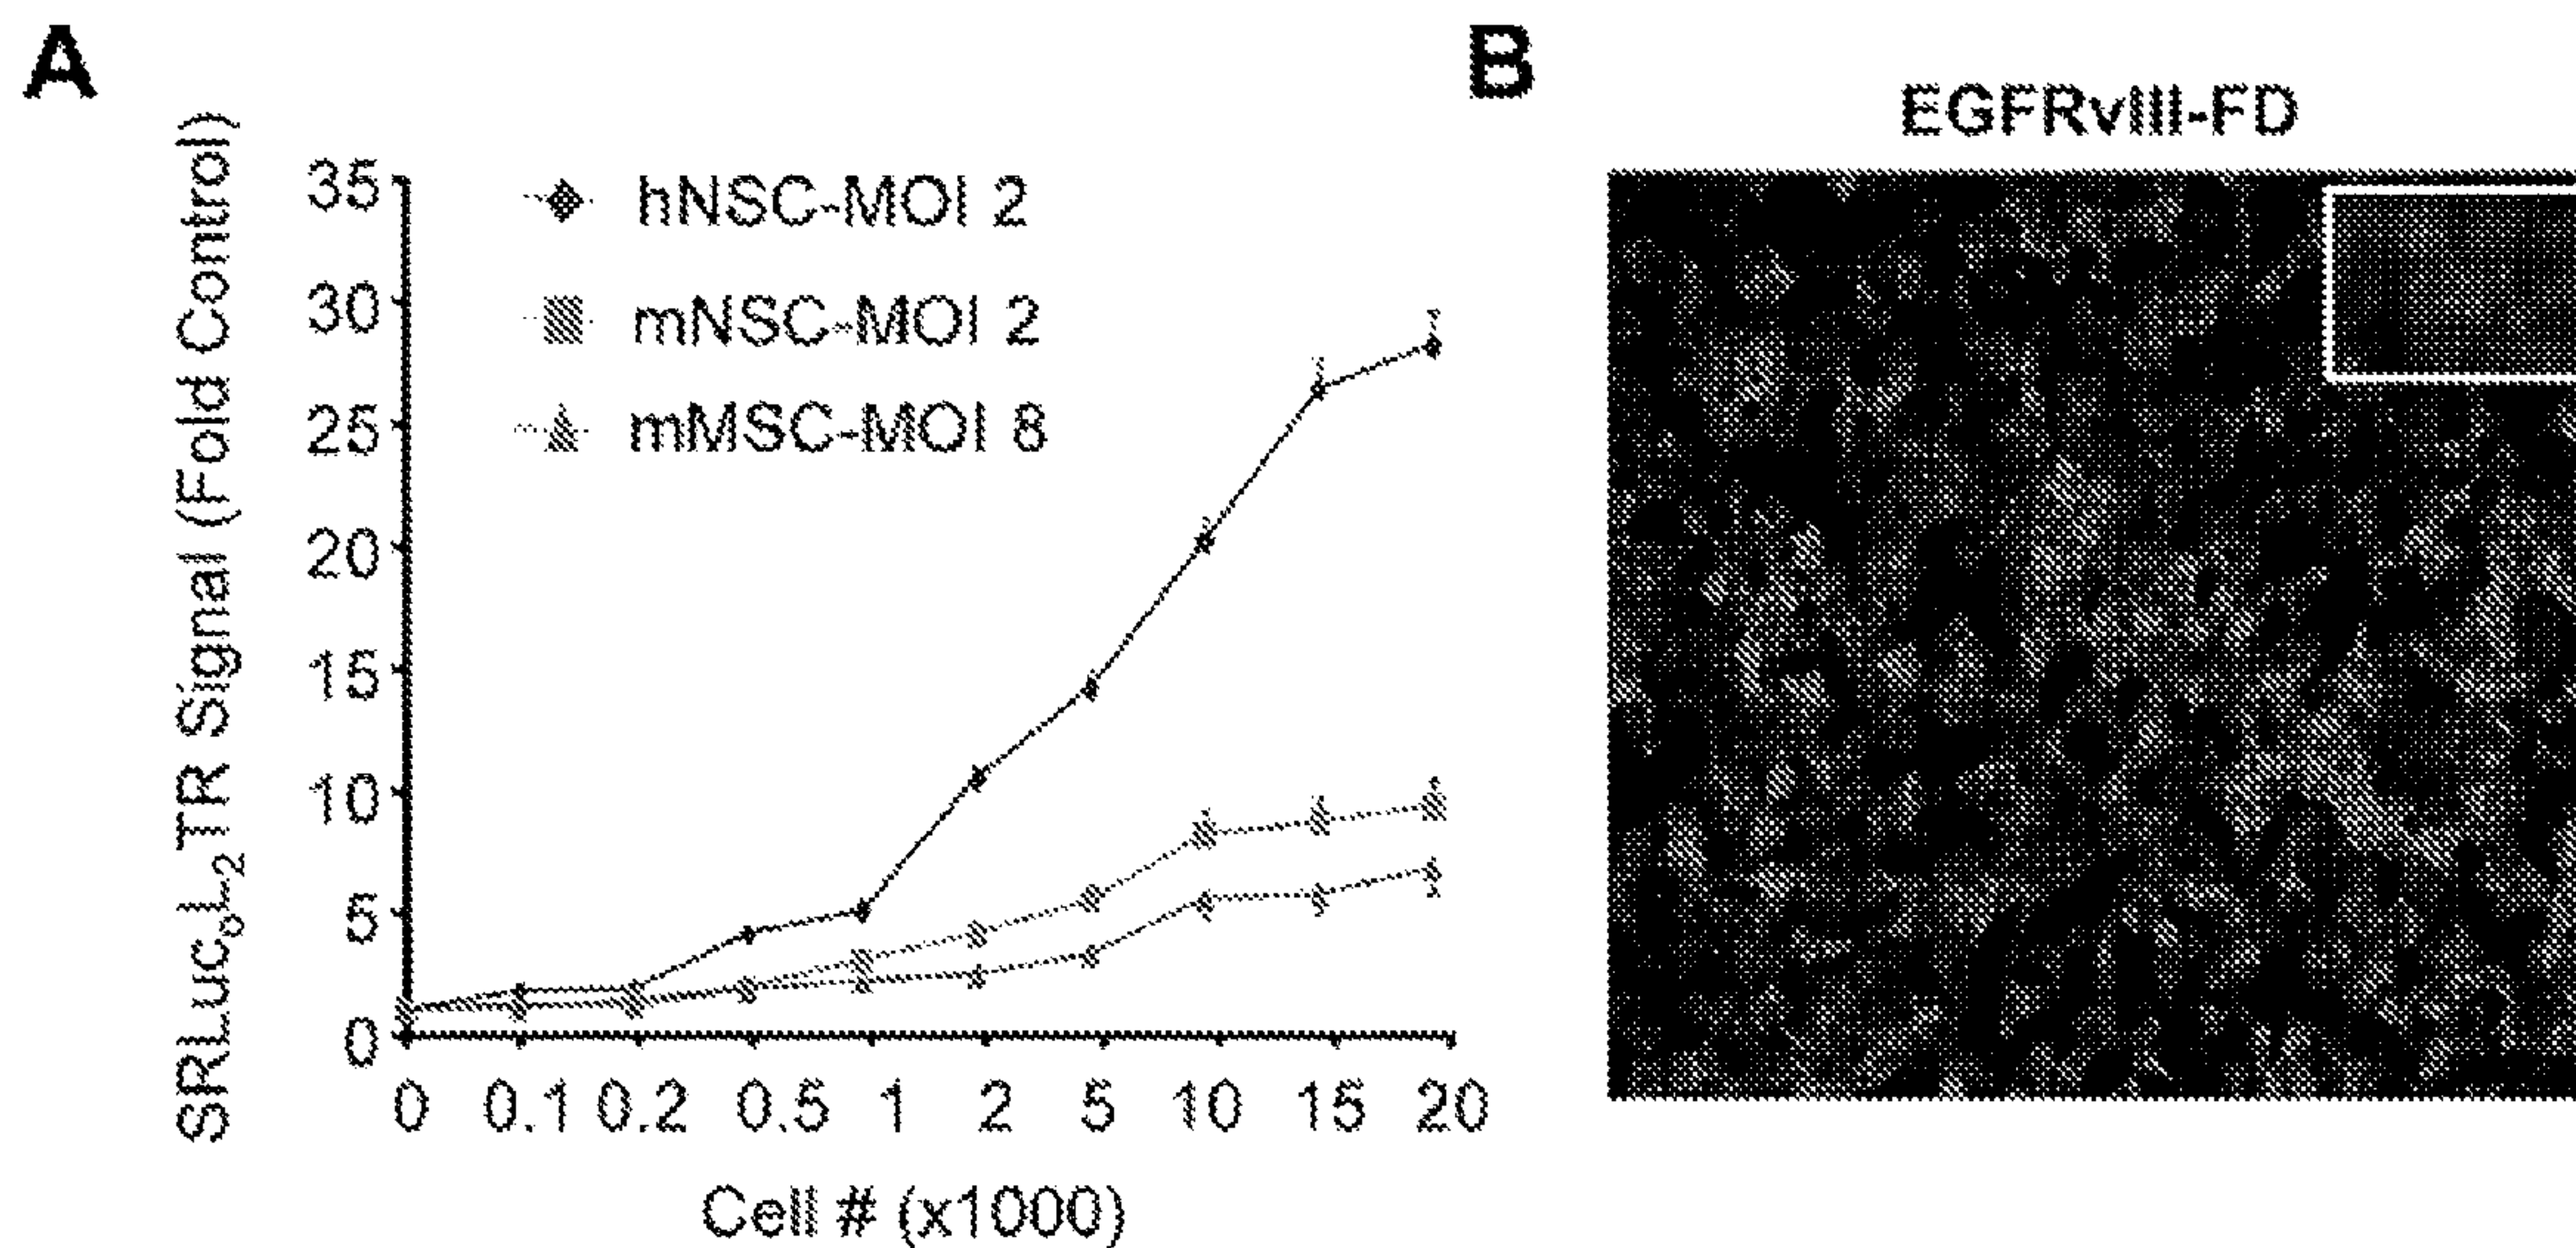 A
B
EGFRvIII-FD
SRLuc8L2TR Signal (Fold Control)
35
30
25
20
15
10
5
0
hNSC-MOI 2
mNSC-MOI 2
mMSC-MOI 8
0 0.1 0.2 0.5 1 2 5 10 15 20
Cell # (x1000)